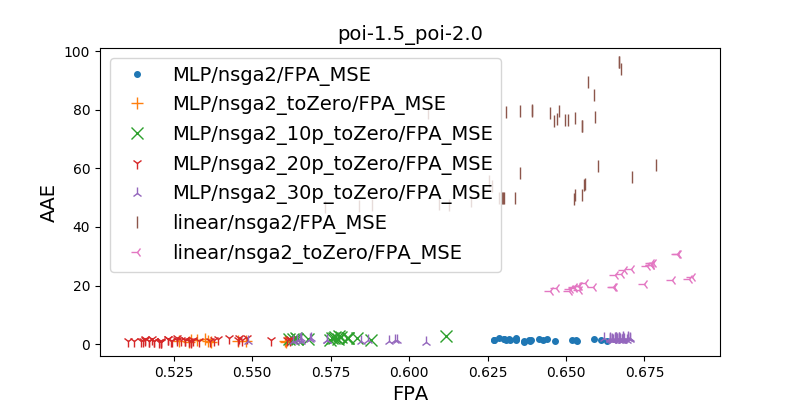 poi-1.5_poi-2.0
100
80
60
40
20
0
AAE
MLP/nsga2/FPA_MSE
MLP/nsga2_toZero/FPA_MSE
MLP/nsga2_10p_toZero/FPA_MSE
MLP/nsga2_20p_toZero/FPA_MSE
MLP/nsga2_30p_toZero/FPA_MSE
linear/nsga2/FPA_MSE
linear/nsga2_toZero/FPA_MSE
0.525 0.550 0.575 0.600 0.625 0.650 0.675
FPA